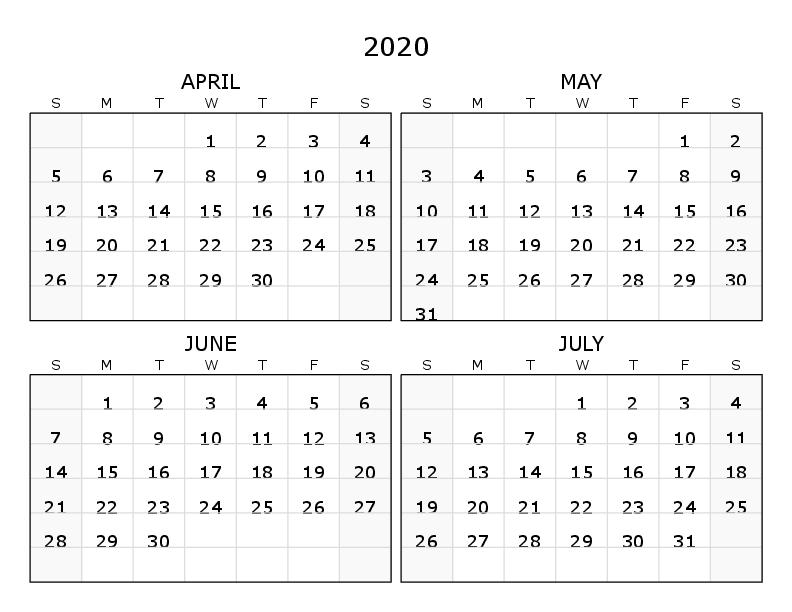 2020
APRIL
S M T W T F S
1 2 3 4
5 6 7 8 9 10 11
12 13 14 15 16 17 18
19 20 21 22 23 24 25
26 27 28 29 30
MAY
S M T W T F S
1 2
3 4 5 6 7 8 9
10 11 12 13 14 15 16
17 18 19 20 21 22 23
24 25 26 27 28 29 30
31
JUNE
S M T W T F S
1 2 3 4 5 6
7 8 9 10 11 12 13
14 15 16 17 18 19 20
21 22 23 24 25 26 27
28 29 30
JULY
S M T W T F S
1 2 3 4
5 6 7 8 9 10 11
12 13 14 15 16 17 18
19 20 21 22 23 24 25
26 27 28 29 30 31